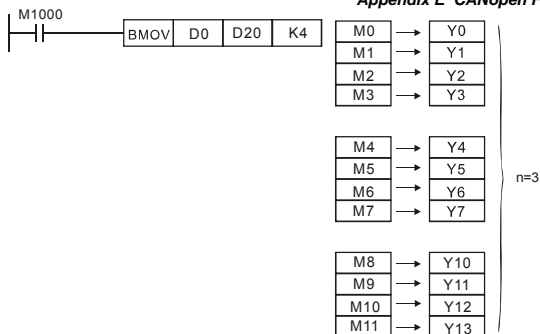 Appendix E CANopen F
M1000
BMOV D0 D20 K4
M0 Y0
M1 Y1
M2 Y2
M3 Y3
M4 Y4
M5 Y5
M6 Y6
M7 Y7
n=3
M8 Y10
M9 Y11
M10 Y12
M11 Y13